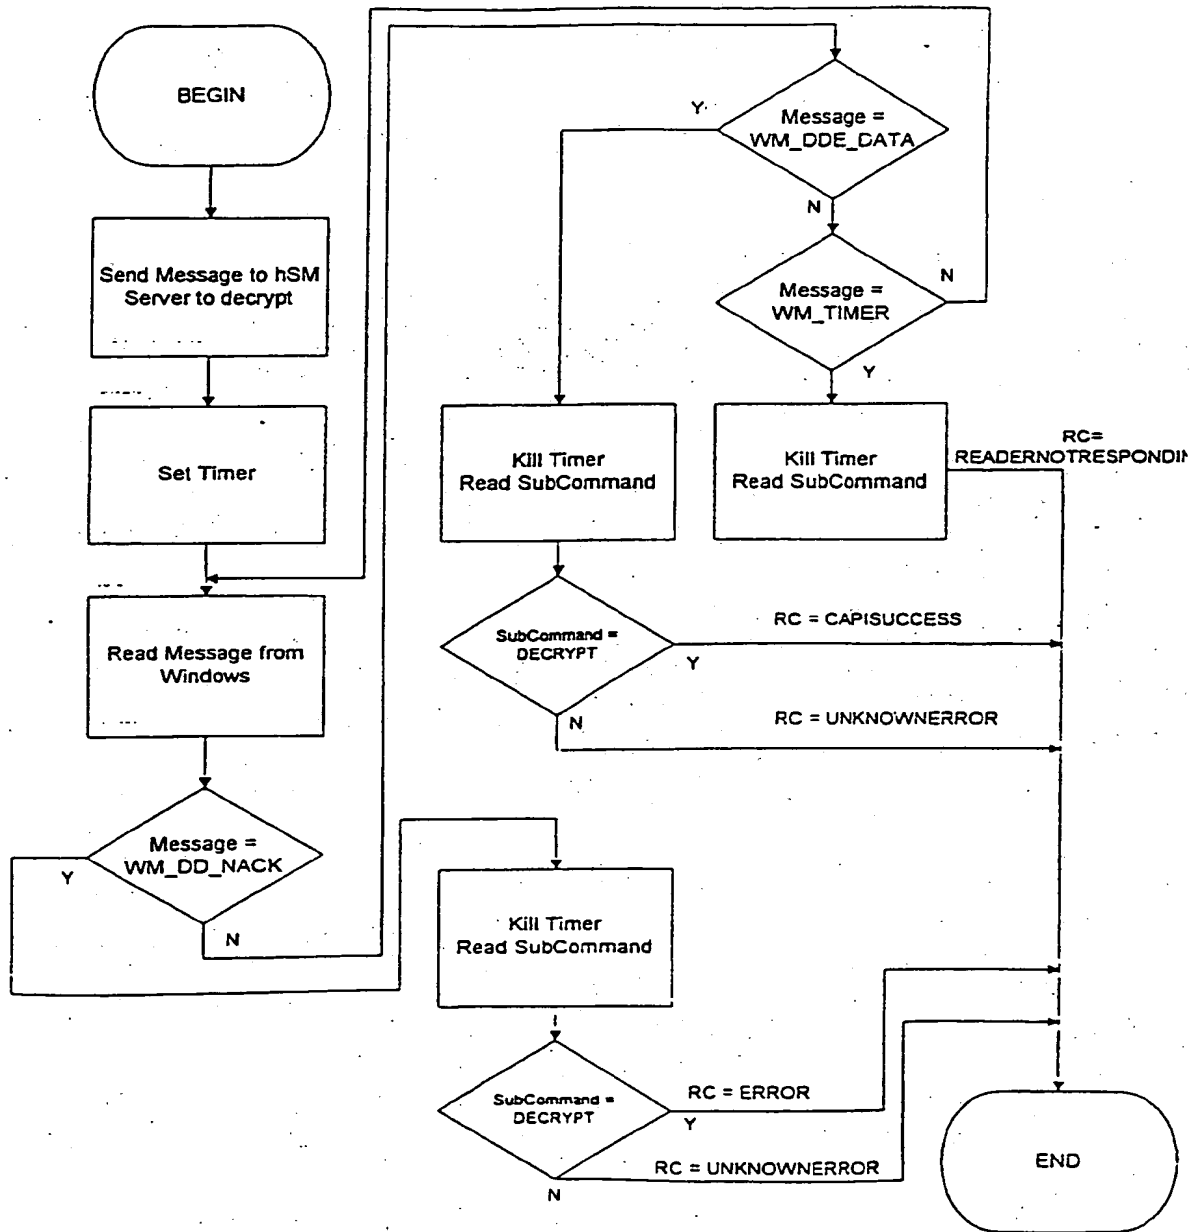 BEGIN
Send Message to hSM
Server to decrypt
Set Timer
Read Message from
Windows
Message =
WM_DD_NACK
Y
N
Message =
WM_DDE_DATA
Y
N
Message =
WM_TIMER
N
Y
Kill Timer
Read SubCommand
Kill Timer
Read SubCommand
RC=
READERNOTRESPONDIN
SubCommand =
DECRYPT
RC = CAPISUCCESS
Y
N
RC = UNKNOWNERROR
Kill Timer
Read SubCommand
SubCommand =
DECRYPT
RC = ERROR
Y
RC = UNKNOWNERROR
N
END